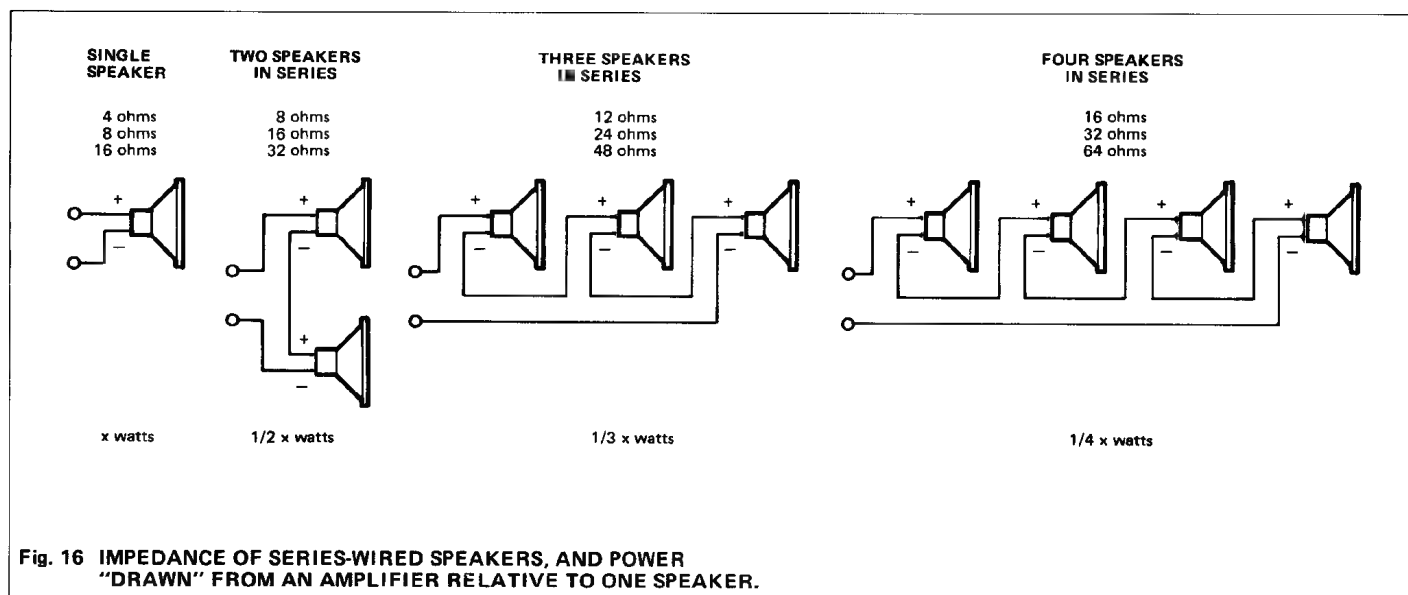 SINGLE
SPEAKER
4 ohms
8 ohms
16 ohms
+
−
x watts
TWO SPEAKERS
IN SERIES
8 ohms
16 ohms
32 ohms
+
−
+
−
1/2 x watts
THREE SPEAKERS
SERIES
12 ohms
24 ohms
48 ohms
+
−
+
−
+
−
1/3 x watts
FOUR SPEAKERS
IN SERIES
16 ohms
32 ohms
64 ohms
+
−
+
−
+
−
+
−
1/4 x watts
Fig. 16 IMPEDANCE OF SERIES-WIRED SPEAKERS, AND POWER
"DRAWN" FROM AN AMPLIFIER RELATIVE TO ONE SPEAKER.